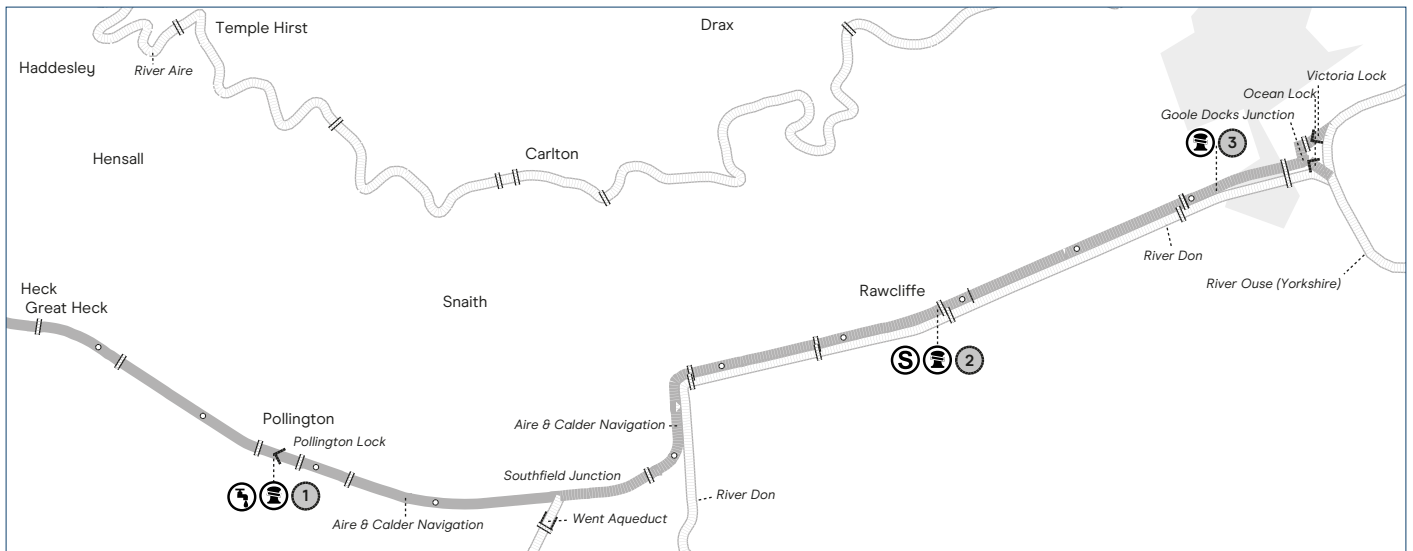 Temple Hirst
Drax
Haddesley
River Aire
Victoria Lock
Ocean Lock
Goole Docks Junction
3
Hensall
Carlton
River Don
River Ouse (Yorkshire)
Heck
Great Heck
Snaith
Rawcliffe
S
2
Pollington
Pollington Lock
Aire & Calder Navigation
Southfield Junction
1
River Don
Aire & Calder Navigation
Went Aqueduct